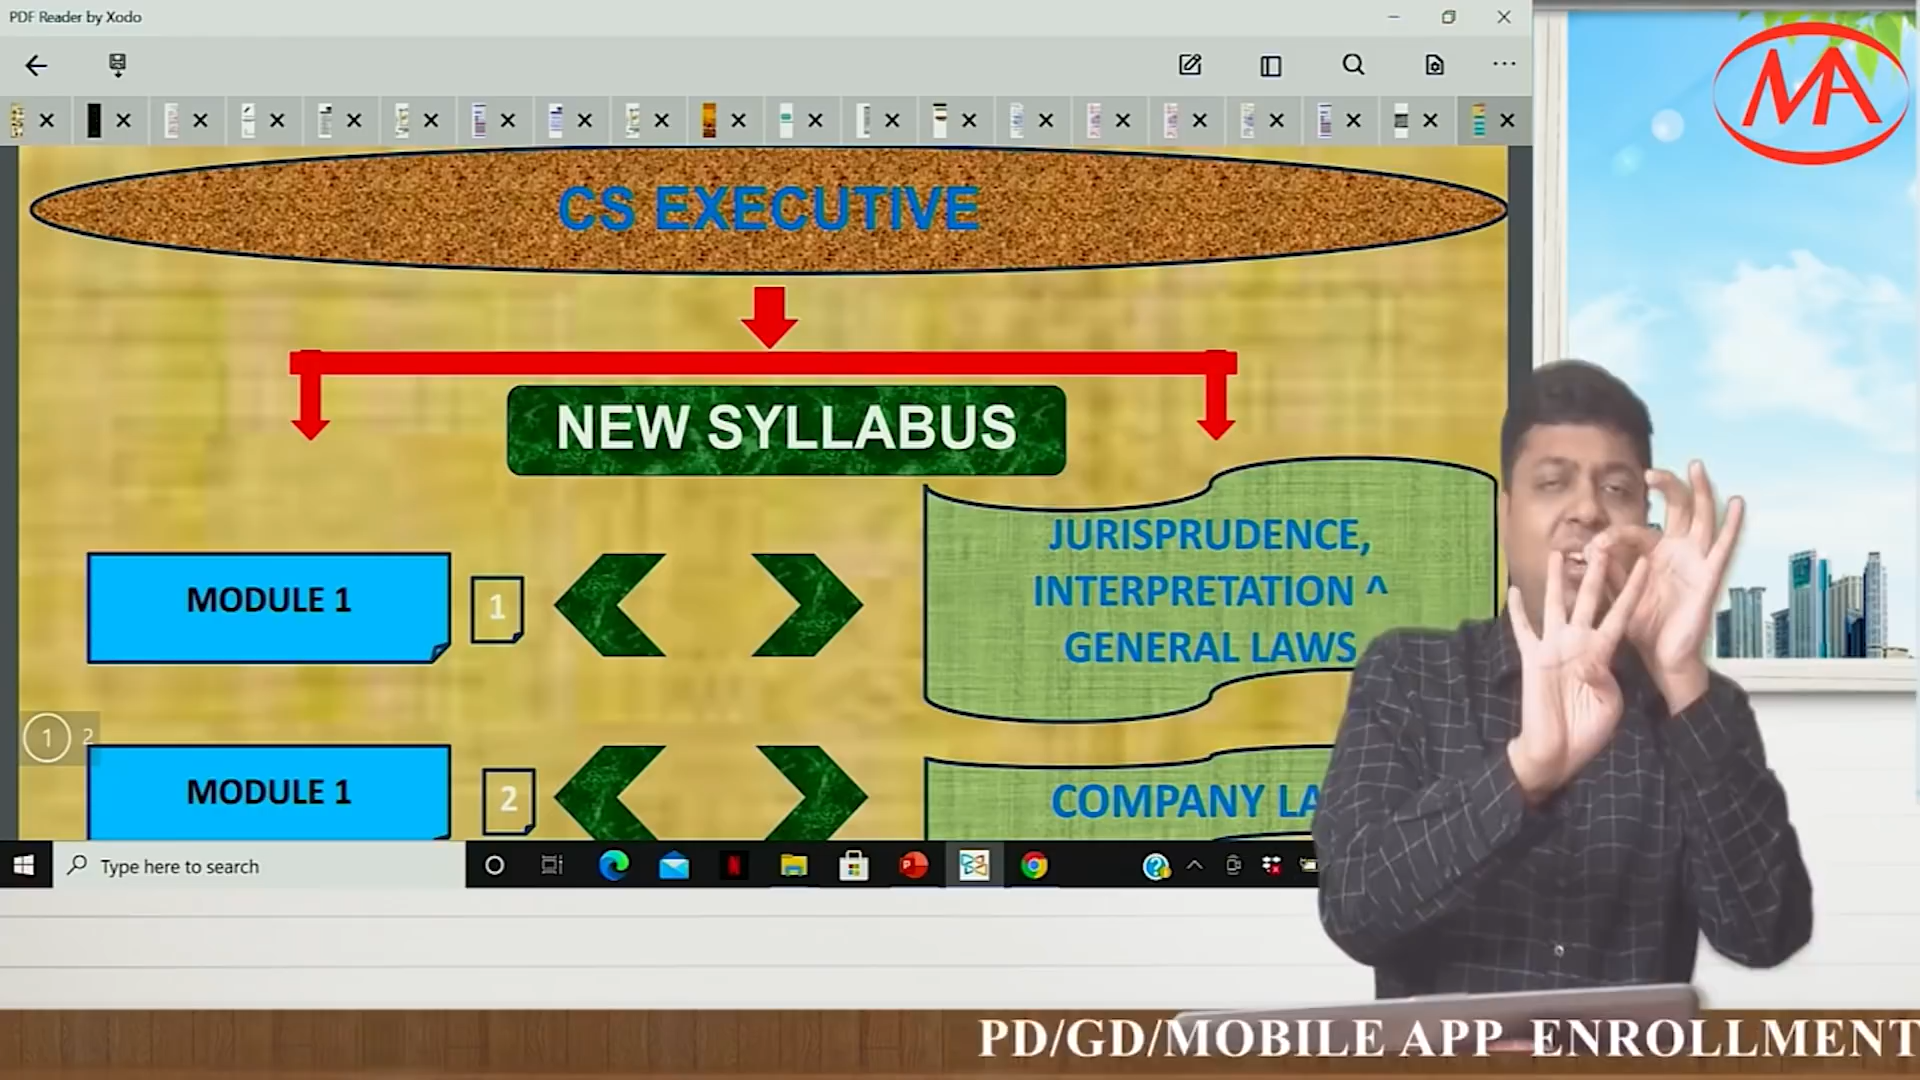 PDF Reader by Xodo
MA
CS EXECUTIVE
NEW SYLLABUS
MODULE 1
1
JURISPRUDENCE,
INTERPRETATION ^
GENERAL LAWS
1 2
MODULE 1
2
COMPANY LA
Type here to search
PD/GD/MOBILE APP ENROLLMENT